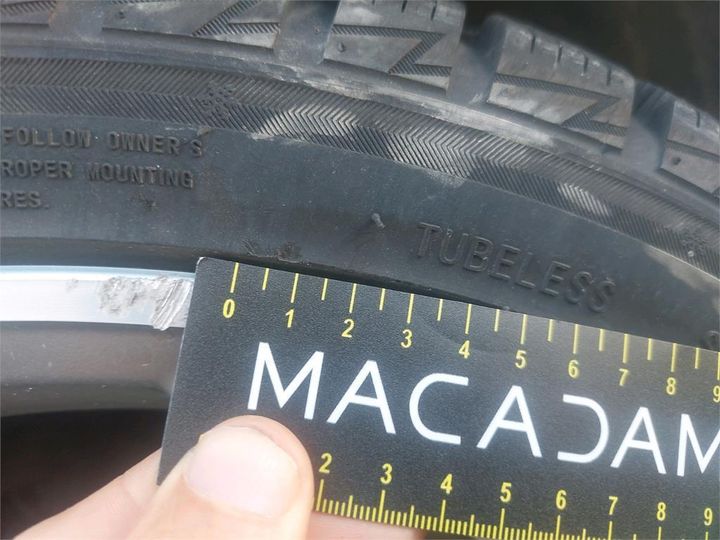 FOLLOW OWNER'S
ROPER MOUNTING
RES.
TUBELESS
0 1 2 3 4 5 6 7 8 9
MACADAM
2 3 4 5 6 7 8 9